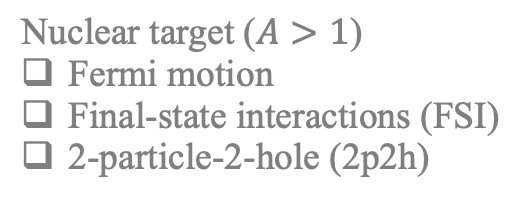 Nuclear target (A > 1)
❑ Fermi motion
❑ Final-state interactions (FSI)
❑ 2-particle-2-hole (2p2h)